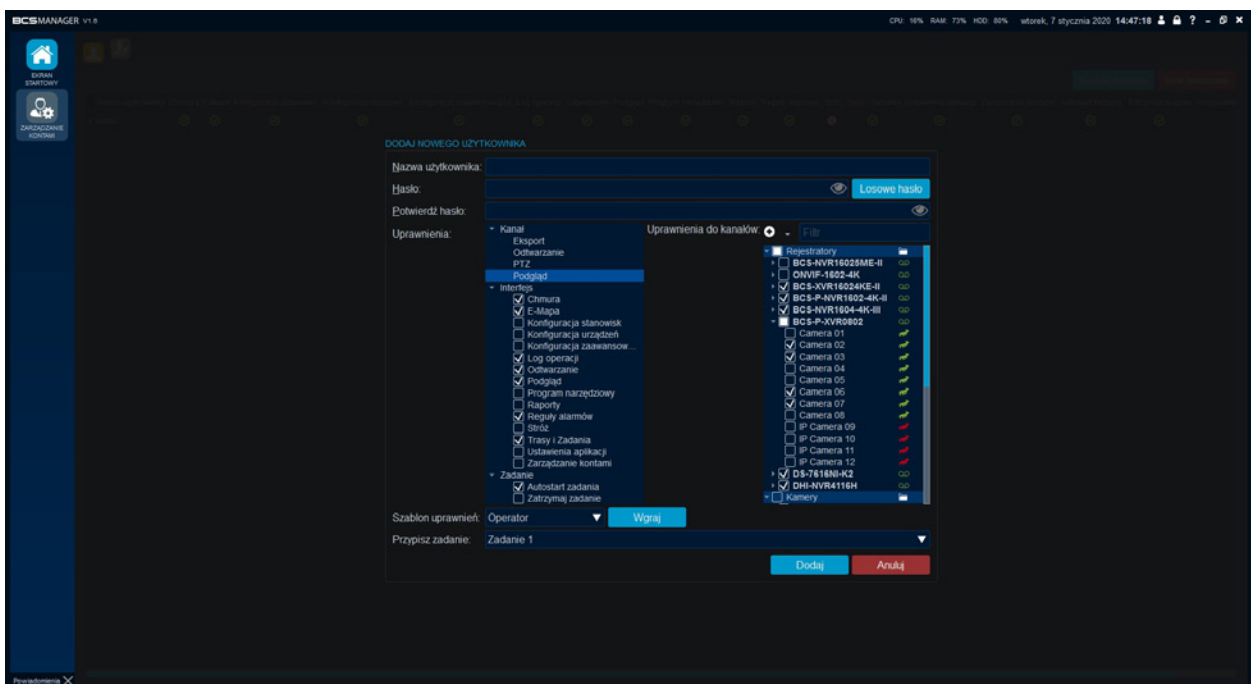 BCSMANAGER V1.6
CPU: 16% RAM: 73% HDD: 80% wtorek, 7 stycznia 2020 14:47:18 ?
EKRAN
STARTOWY
ZARZĄDZANIE
KONTAMI
DODAJ NOWEGO UŻYTKOWNIKA
Nazwa użytkownika:
Hasło: Losowe hasło
Potwierdź hasło:
Uprawnienia:
Kanał
Eksport
Odtwarzanie
PTZ
Podgląd
Interfejs
Chmura
E-Mapa
Konfiguracja stanowisk
Konfiguracja urządzeń
Konfiguracja zaawansow...
Log operacji
Odtwarzanie
Podgląd
Program narzędziowy
Raporty
Reguły alarmów
Stróż
Trasy i Zadania
Ustawienia aplikacji
Zarządzanie kontami
Zadanie
Autostart zadania
Zatrzymaj zadanie
Uprawnienia do kanałów: Filtr
Rejestratory
BCS-NVR16025ME-II
ONVIF-1602-4K
BCS-XVR16024KE-II
BCS-P-NVR1602-4K-II
BCS-NVR1604-4K-III
BCS-P-XVR0802
Camera 01
Camera 02
Camera 03
Camera 04
Camera 05
Camera 06
Camera 07
Camera 08
IP Camera 09
IP Camera 10
IP Camera 11
IP Camera 12
DS-7616NI-K2
DHI-NVR4116H
Kamery
Szablon uprawnień: Operator Wgraj
Przypisz zadanie: Zadanie 1
Dodaj Anuluj
Powiadomienia